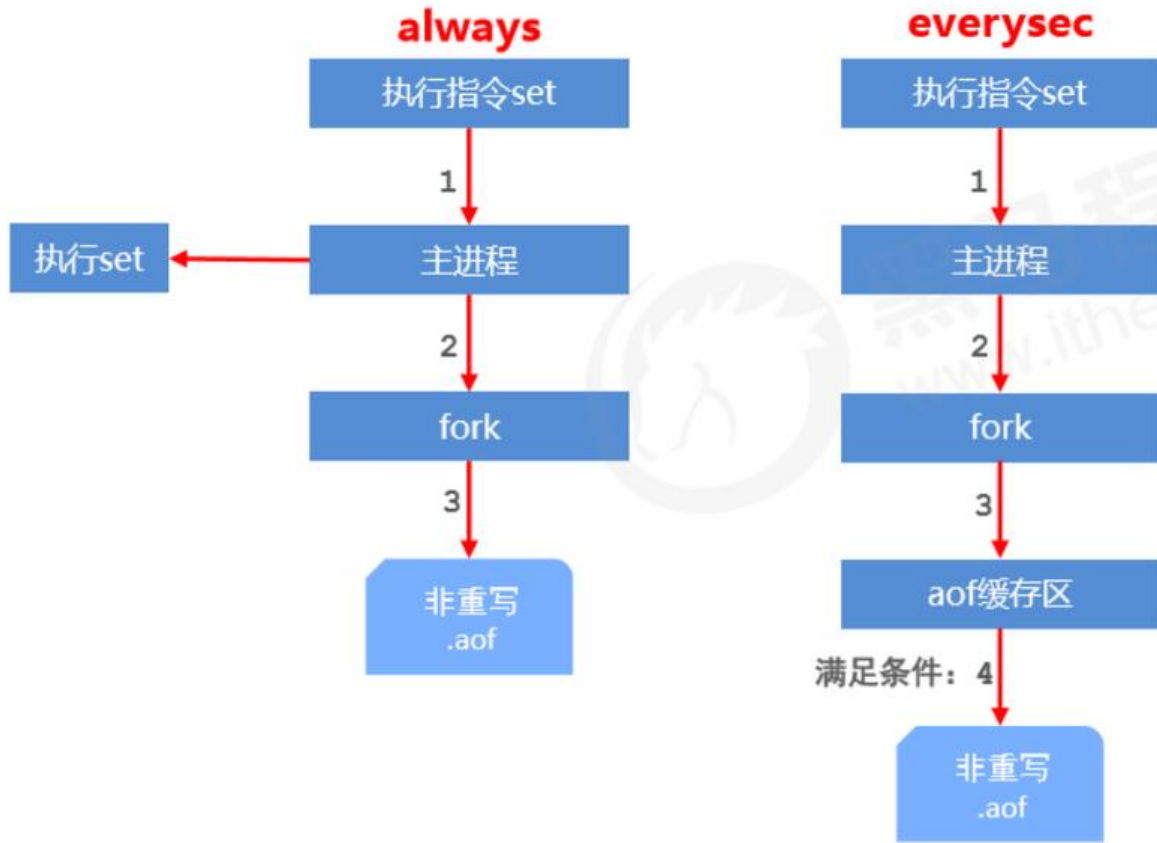 always
执行指令set
1
执行set
主进程
2
fork
3
非重写
.aof
everysec
执行指令set
1
主进程
2
fork
3
aof缓存区
满足条件：4
非重写
.aof
www.ithe